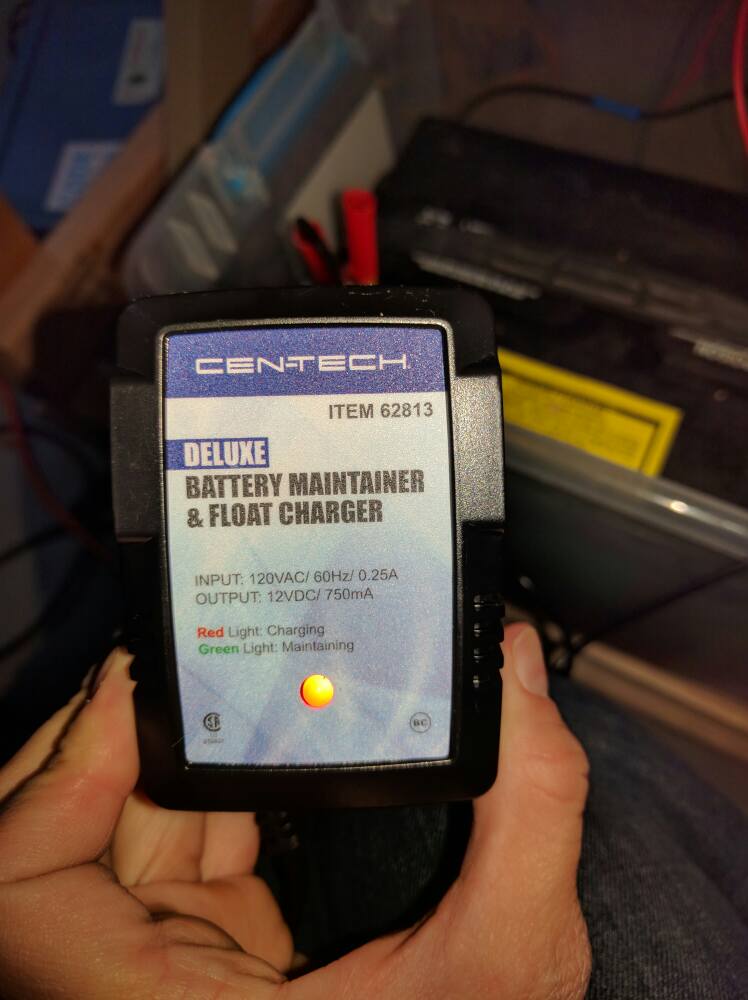 CEN-TECH
ITEM 62813
DELUXE
BATTERY MAINTAINER
& FLOAT CHARGER
INPUT: 120VAC/ 60Hz/ 0.25A
OUTPUT: 12VDC/ 750mA
Red Light: Charging
Green Light: Maintaining
BC